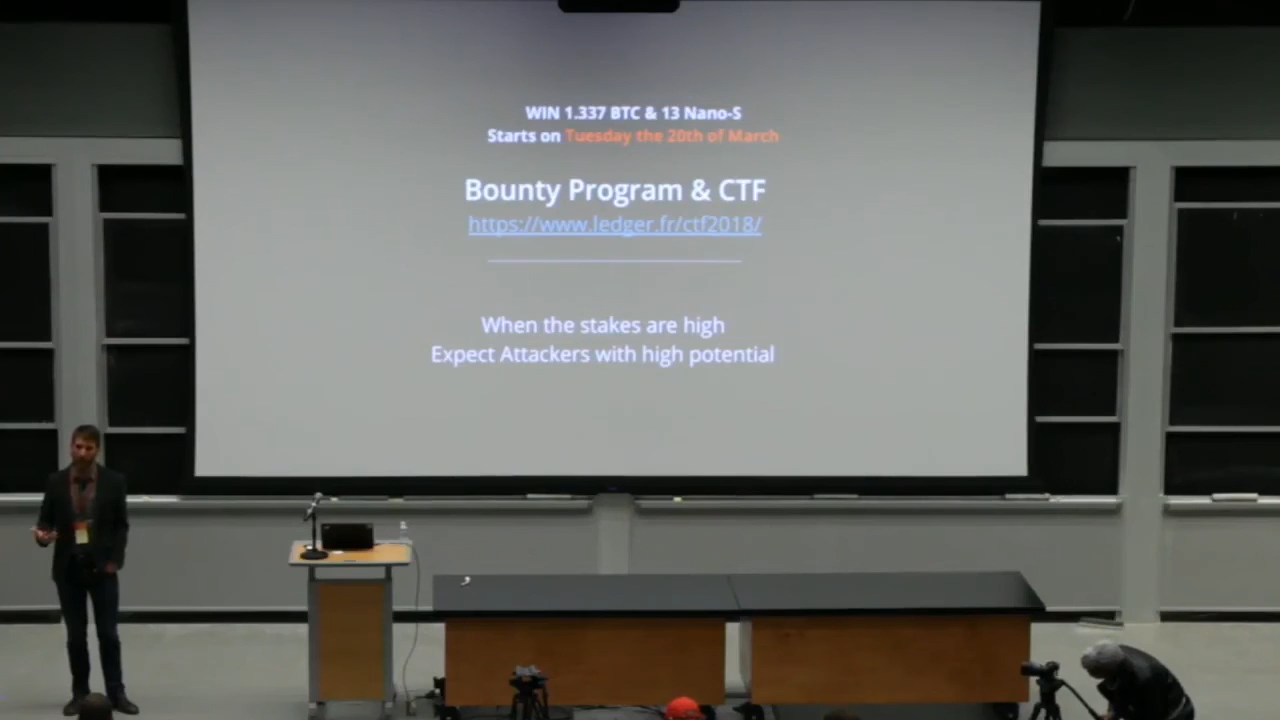 WIN 1.337 BTC & 13 Nano-S
Starts on Tuesday the 20th of March
Bounty Program & CTF
https://www.ledger.fr/ctf2018/
When the stakes are high
Expect Attackers with high potential